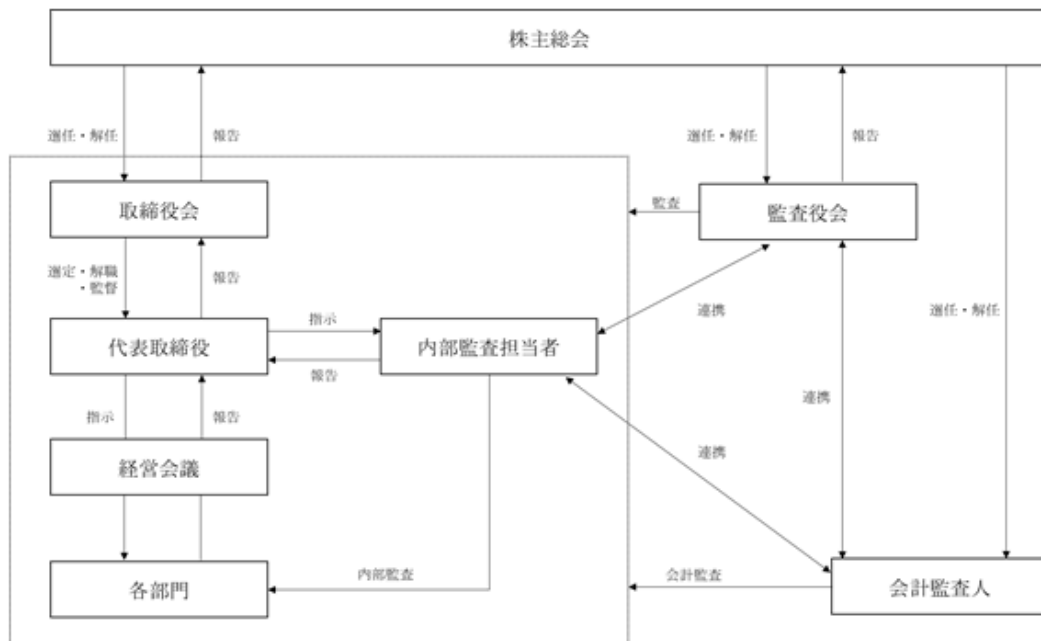 株主総会
選任・解任
報告
選任・解任
報告
取締役会
監査
監査役会
選定・解職
・監督
報告
連携
選任・解任
代表取締役
指示
報告
内部監査担当者
指示
報告
連携
連携
経営会議
各部門
内部監査
会計監査
会計監査人